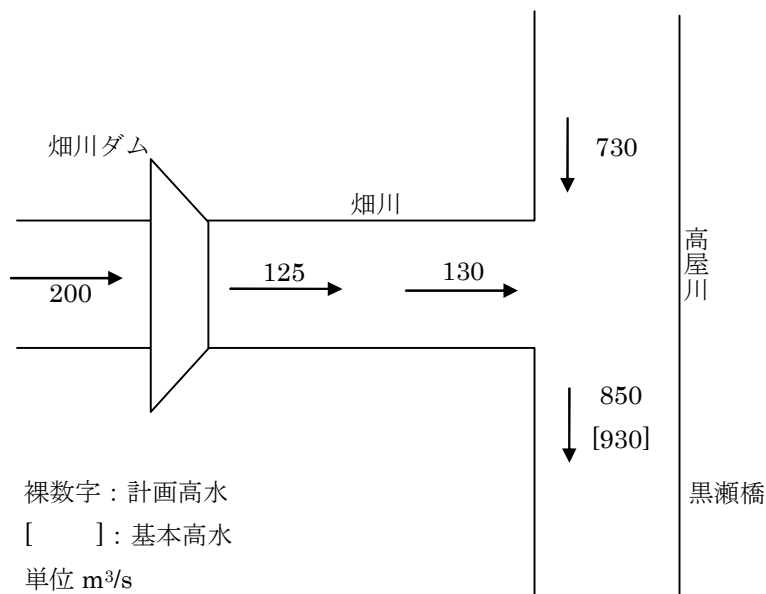 畑川ダム
730
畑川
高屋川
200
125
130
850
[930]
黒瀬橋
裸数字：計画高水
[　　]：基本高水
単位 m³/s